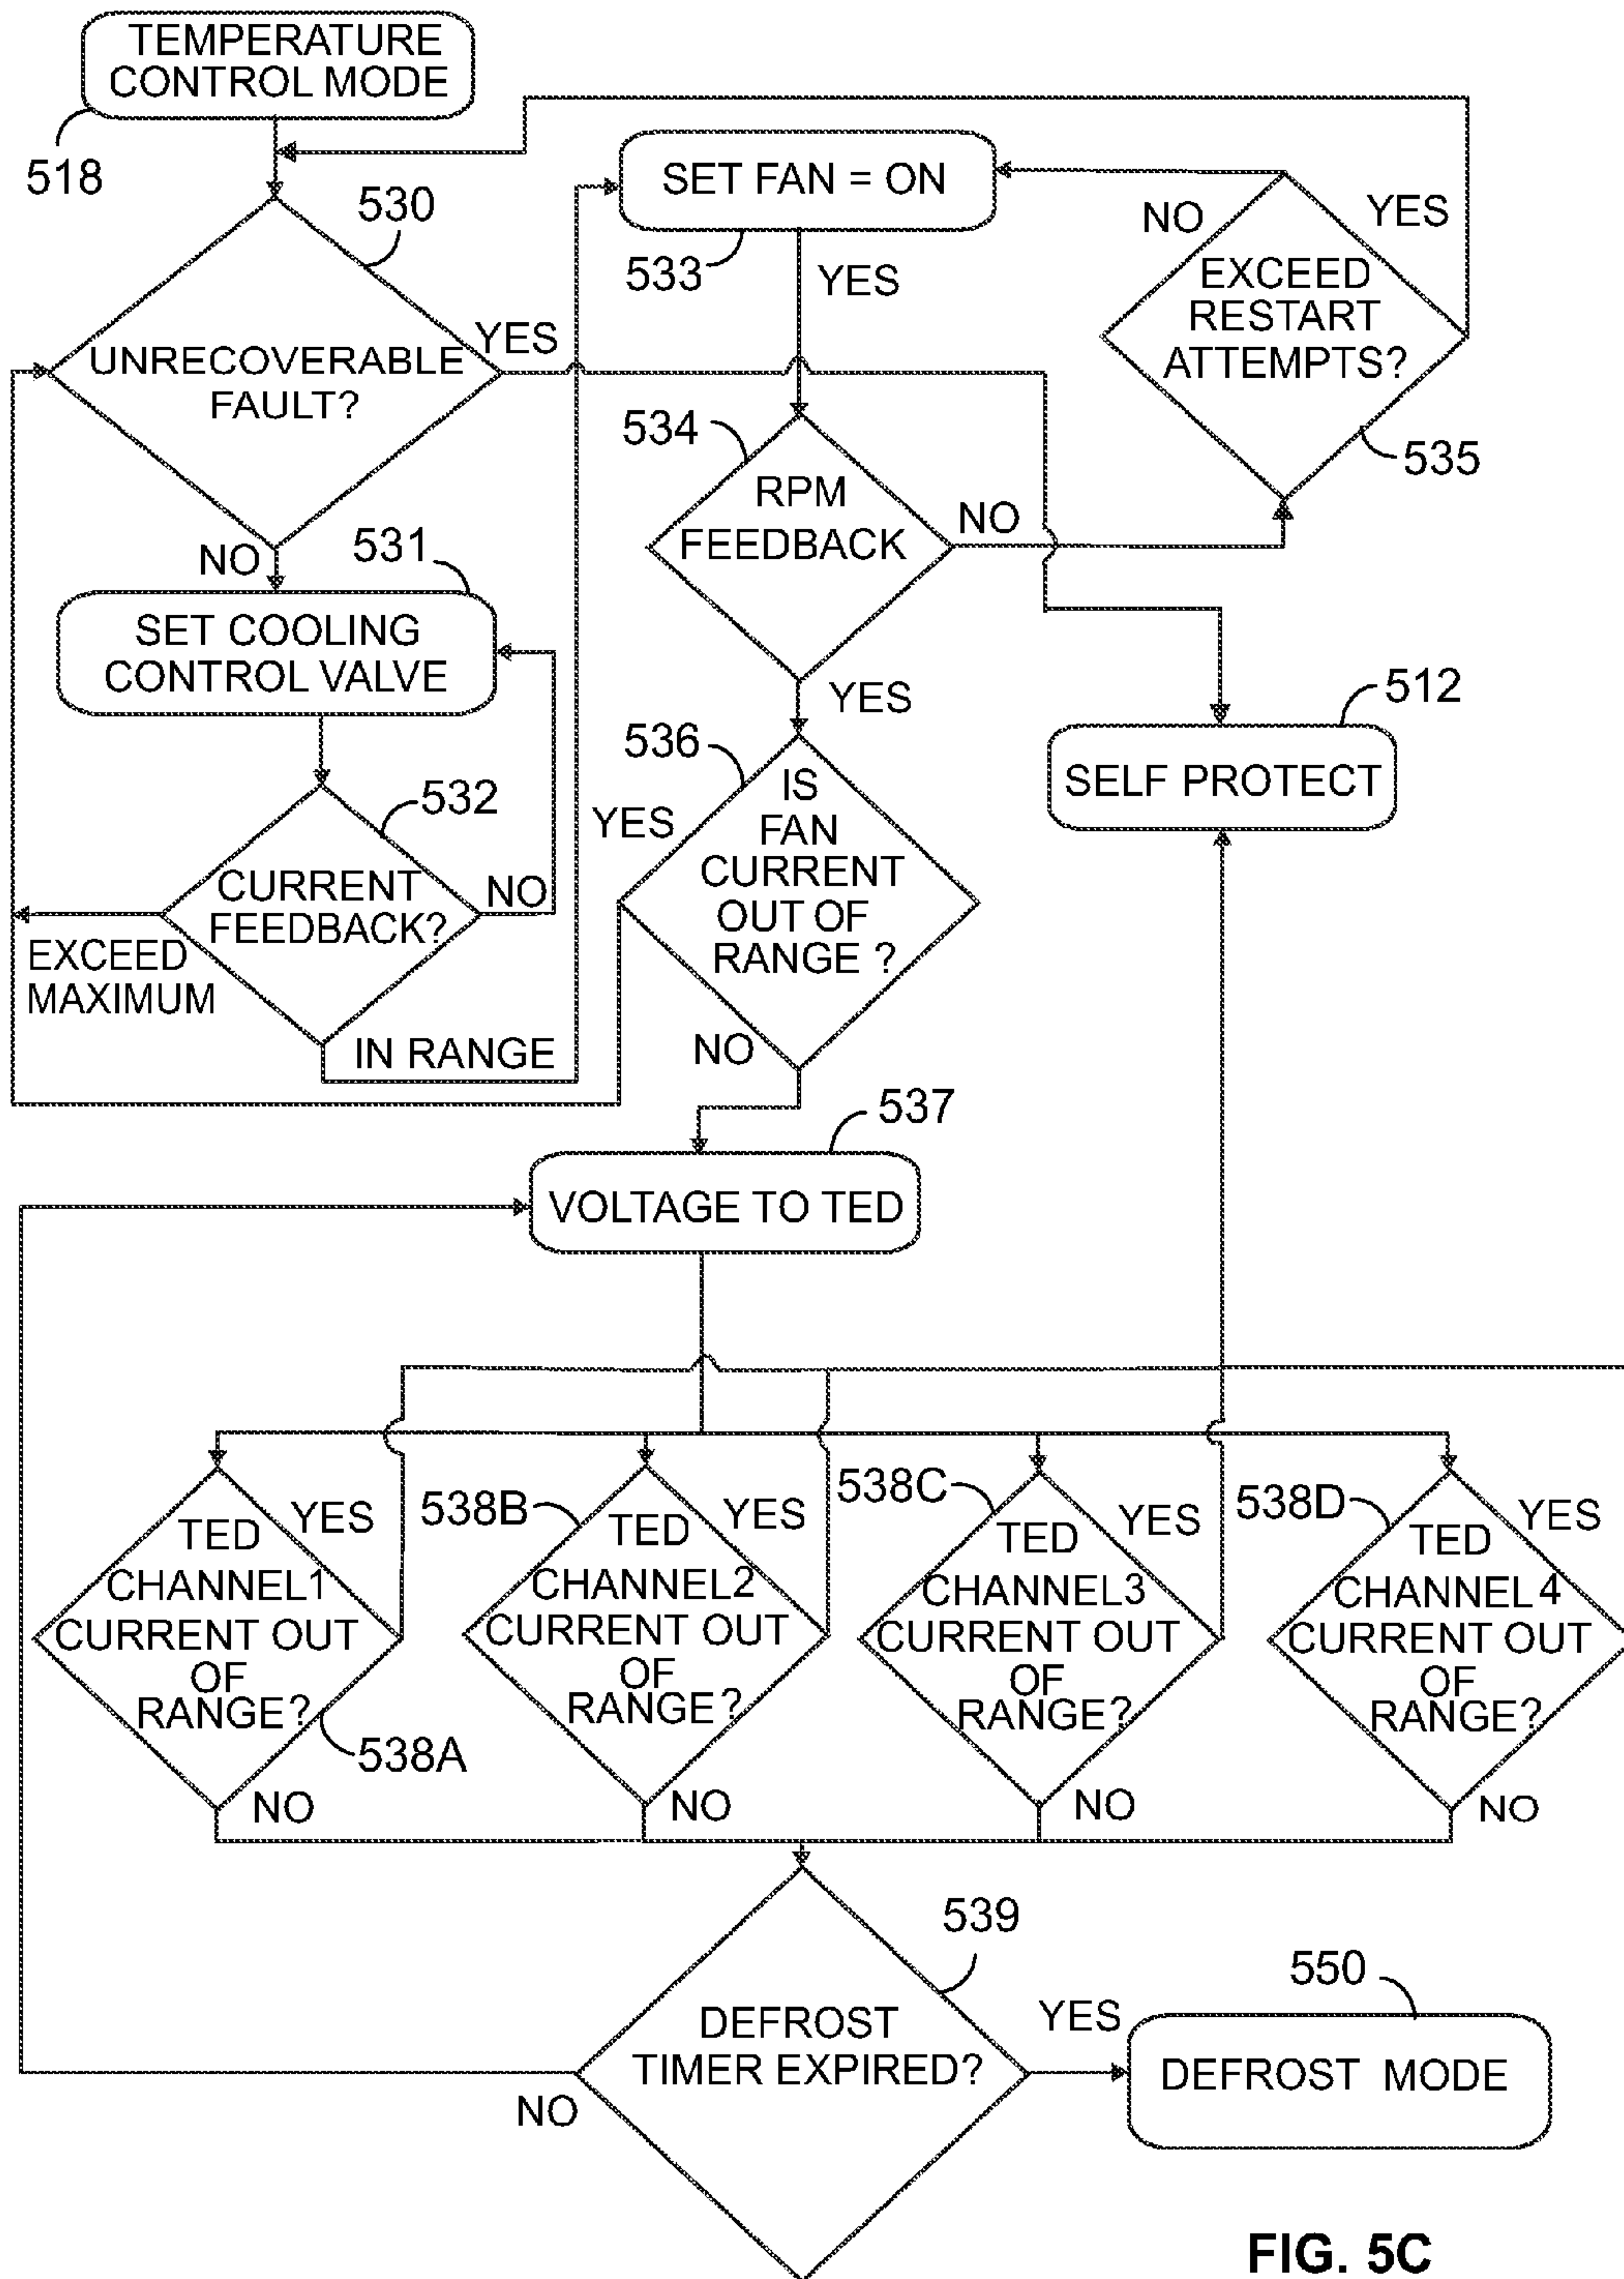 TEMPERATURE
CONTROL MODE
518
530
UNRECOVERABLE
FAULT?
YES
NO
531
SET COOLING
CONTROL VALVE
532
CURRENT
FEEDBACK?
NO
EXCEED
MAXIMUM
IN RANGE
SET FAN = ON
533
YES
534
RPM
FEEDBACK
NO
YES
NO
YES
EXCEED
RESTART
ATTEMPTS?
535
536
IS
FAN
CURRENT
OUT OF
RANGE ?
YES
NO
512
SELF PROTECT
537
VOLTAGE TO TED
TED
CHANNEL1
CURRENT OUT
OF
RANGE?
YES
538A
NO
538B
TED
CHANNEL2
CURRENT OUT
OF
RANGE?
YES
NO
538C
TED
CHANNEL3
CURRENT OUT
OF
RANGE?
YES
NO
538D
TED
CHANNEL 4
CURRENT OUT
OF
RANGE?
YES
NO
539
DEFROST
TIMER EXPIRED?
NO
YES
550
DEFROST MODE
FIG. 5C